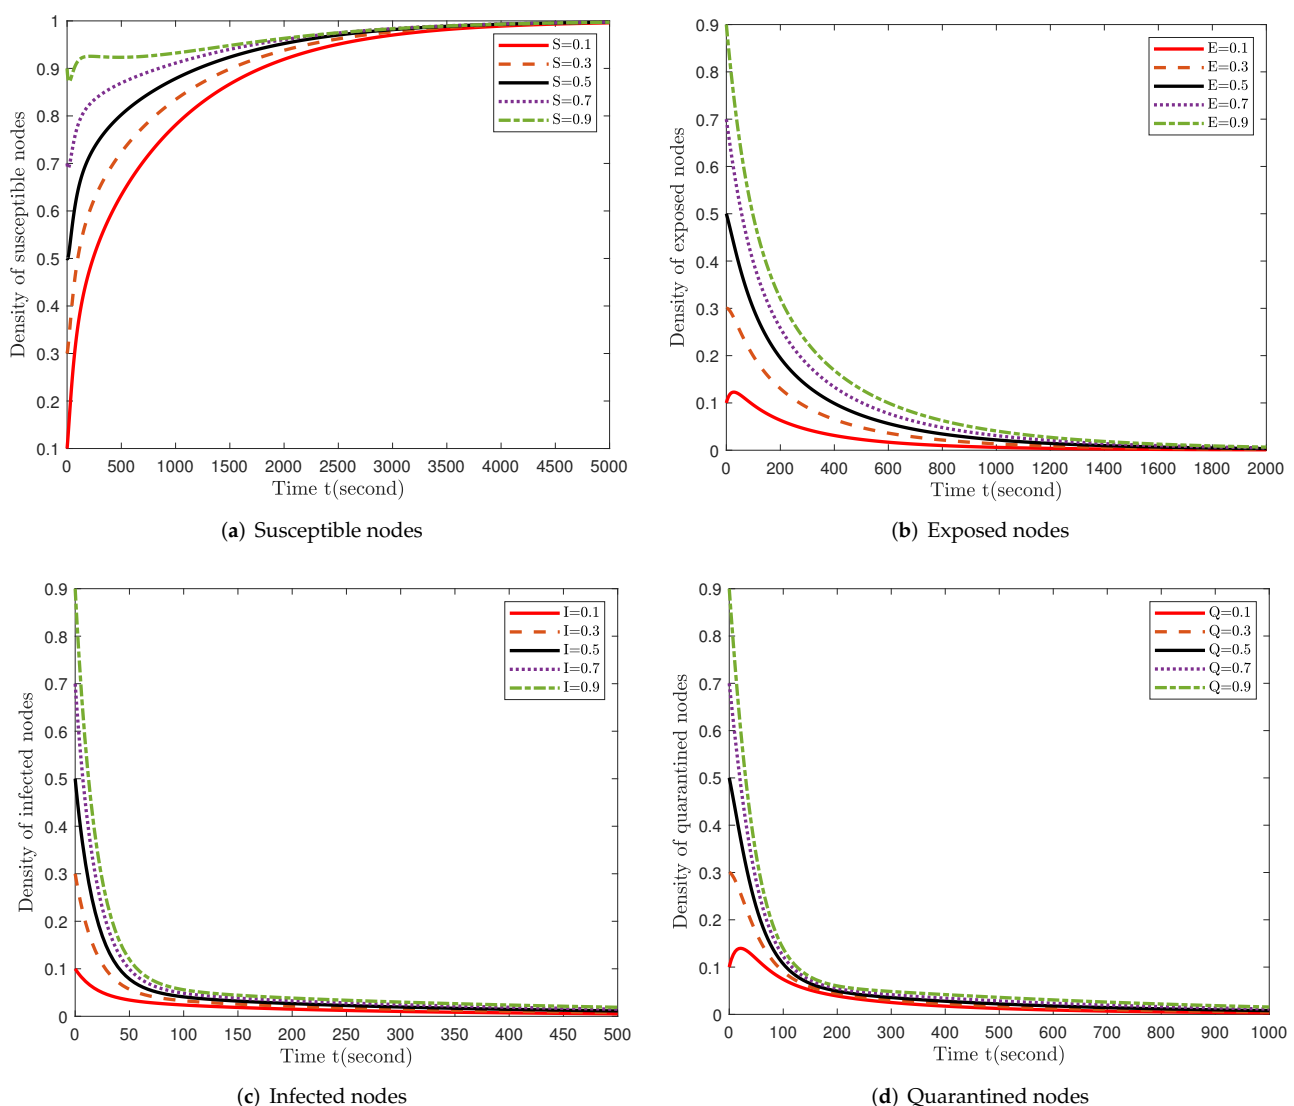 1
0.9
0.8
0.7
0.6
0.5
0.4
0.3
0.2
0.1
Density of susceptible nodes
S=0.1
S=0.3
S=0.5
S=0.7
S=0.9
0 500 1000 1500 2000 2500 3000 3500 4000 4500 5000
Time t(second)
(a) Susceptible nodes
0.9
0.8
0.7
0.6
0.5
0.4
0.3
0.2
0.1
0
Density of exposed nodes
E=0.1
E=0.3
E=0.5
E=0.7
E=0.9
0 200 400 600 800 1000 1200 1400 1600 1800 2000
Time t(second)
(b) Exposed nodes
0.9
0.8
0.7
0.6
0.5
0.4
0.3
0.2
0.1
0
Density of infected nodes
I=0.1
I=0.3
I=0.5
I=0.7
I=0.9
0 50 100 150 200 250 300 350 400 450 500
Time t(second)
(c) Infected nodes
0.9
0.8
0.7
0.6
0.5
0.4
0.3
0.2
0.1
0
Density of quarantined nodes
Q=0.1
Q=0.3
Q=0.5
Q=0.7
Q=0.9
0 100 200 300 400 500 600 700 800 900 1000
Time t(second)
(d) Quarantined nodes